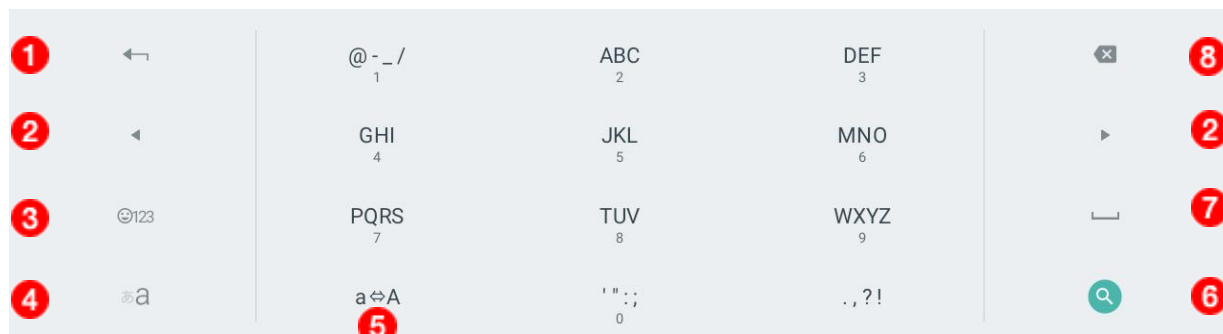 1 @ - _ / ABC DEF 8
1 2 3
2 GHI JKL MNO 2
4 5 6
3 123 PQRS TUV WXYZ 7
7 8 9
4 あa a⇔A ' " : ; . , ? ! 6
5 0